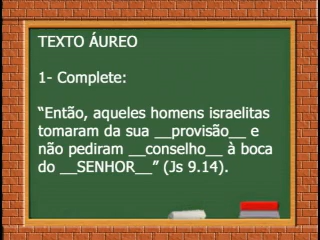 TEXTO ÁUREO
1- Complete:
“Então, aqueles homens israelitas
tomaram da sua __provisão__ e
não pediram __conselho__ à boca
do __SENHOR__” (Js 9.14).